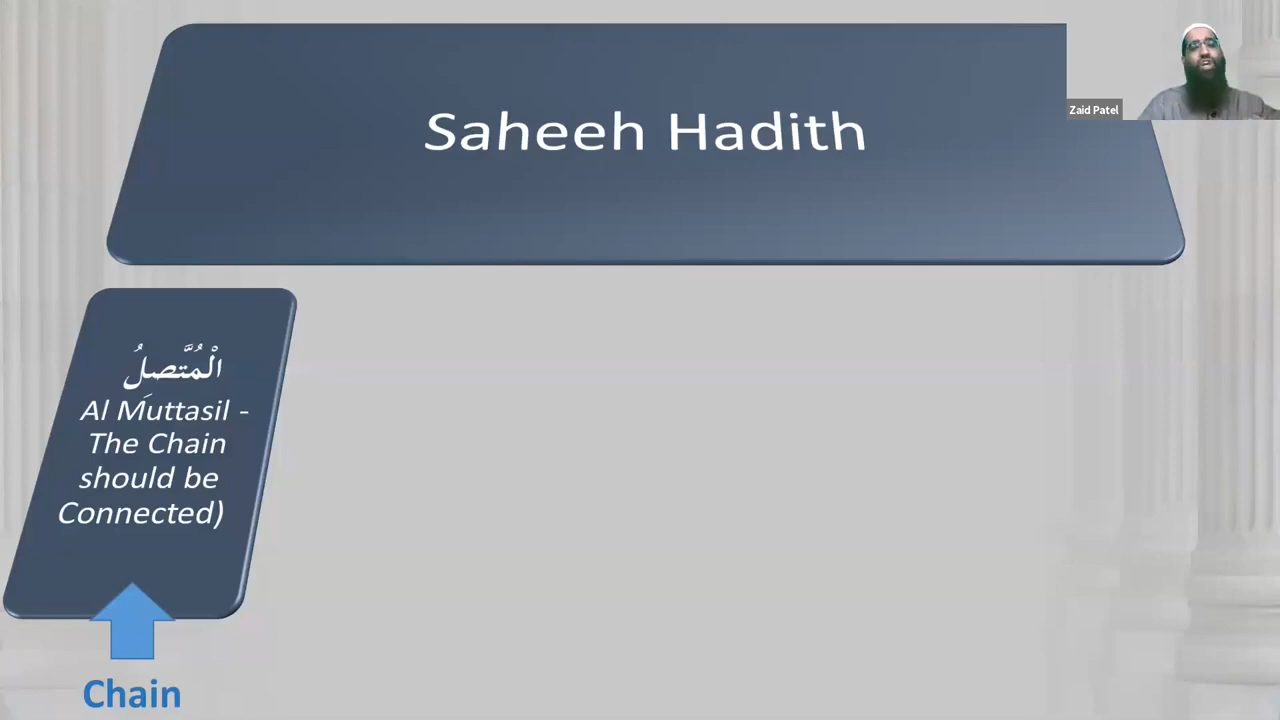 Saheeh Hadith
Zaid Patel
الْمُتَّصِلُ
Al Muttasil -
The Chain
should be
Connected)
Chain